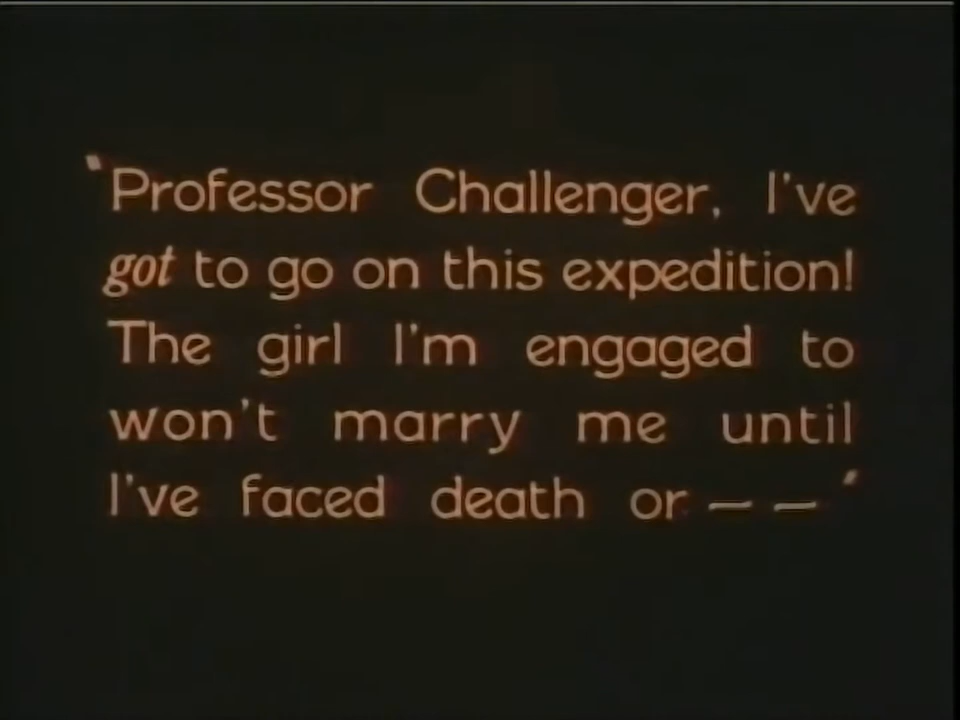 ‛Professor Challenger, I've
got to go on this expedition!
The girl I'm engaged to
won't marry me until
I've faced death or — — ’